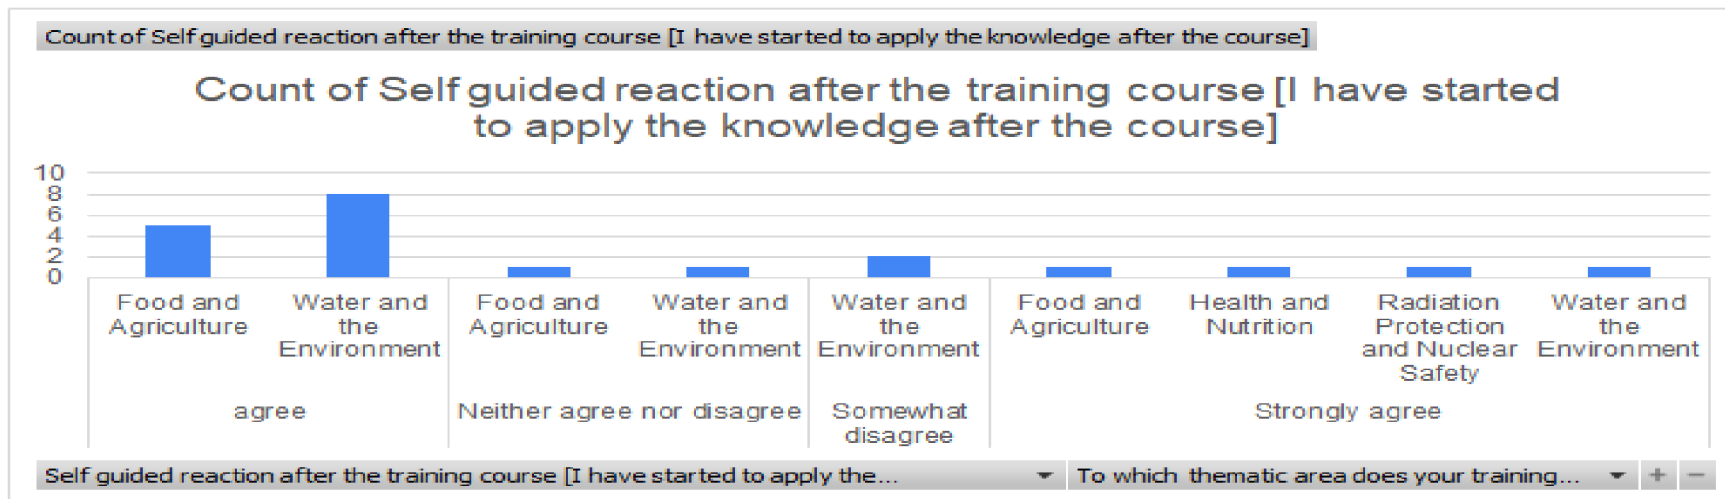 Count of Self guided reaction after the training course [I have started to apply the knowledge after the course]
Count of Self guided reaction after the training course [I have started
to apply the knowledge after the course]
10
8
6
4
2
0
Food and
Agriculture
Water and
the
Environment
Food and
Agriculture
Water and
the
Environment
Water and
the
Environment
Food and
Agriculture
Health and
Nutrition
Radiation
Protection
and Nuclear
Safety
Water and
the
Environment
agree
Neither agree nor disagree
Somewhat
disagree
Strongly agree
Self guided reaction after the training course [I have started to apply the...
To which thematic area does your training...
+
−